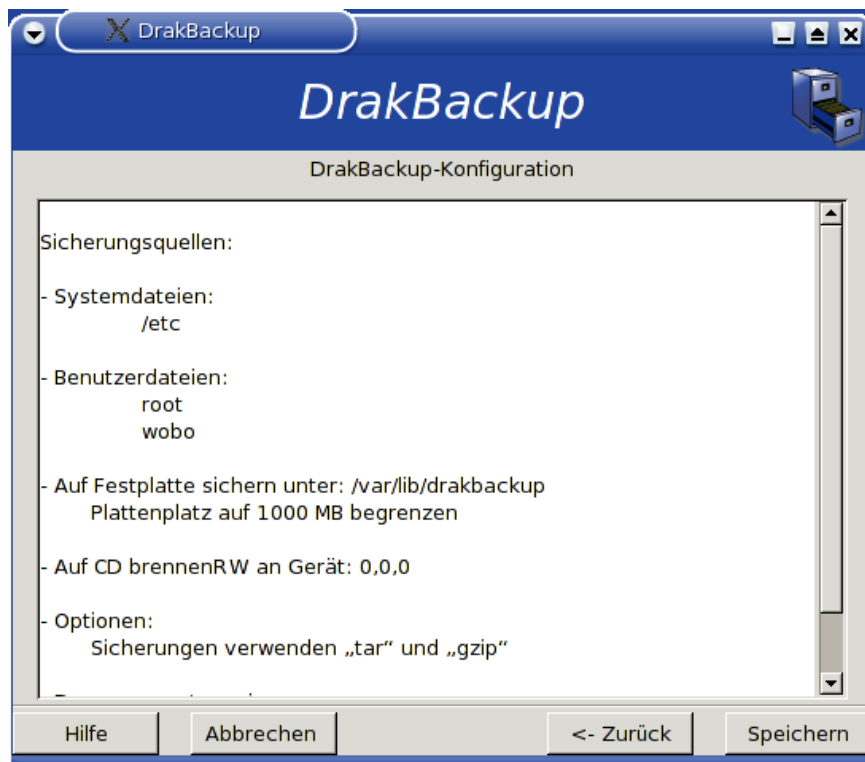 DrakBackup
DrakBackup
DrakBackup-Konfiguration
Sicherungsquellen:
- Systemdateien:
/etc
- Benutzerdateien:
root
wobo
- Auf Festplatte sichern unter: /var/lib/drakbackup
Plattenplatz auf 1000 MB begrenzen
- Auf CD brennenRW an Gerät: 0,0,0
- Optionen:
Sicherungen verwenden „tar“ und „gzip“
Hilfe
Abbrechen
<- Zurück
Speichern